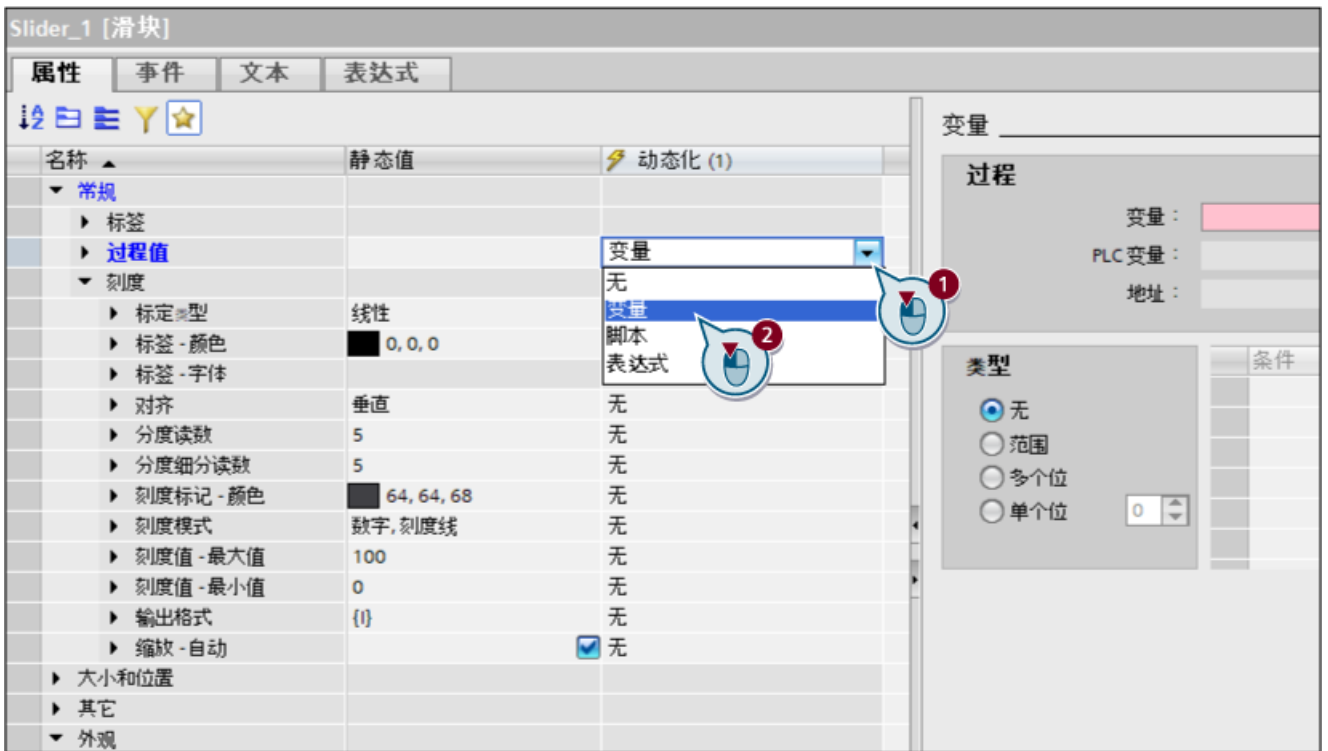 Slider_1 [滑块]
属性 事件 文本 表达式
名称 静态值 动态化 (1)
常规
标签
过程值 变量
刻度 无
标定类型 线性 变量
标签 - 颜色 0, 0, 0 脚本
标签 - 字体 表达式
对齐 垂直 无
分度读数 5 无
分度细分读数 5 无
刻度标记 - 颜色 64, 64, 68 无
刻度模式 数字, 刻度线 无
刻度值 - 最大值 100 无
刻度值 - 最小值 0 无
输出格式 {I} 无
缩放 - 自动 无
大小和位置
其它
外观
1
2
变量
过程
变量：
PLC 变量：
地址：
类型 条件
无
范围
多个位
单个位 0